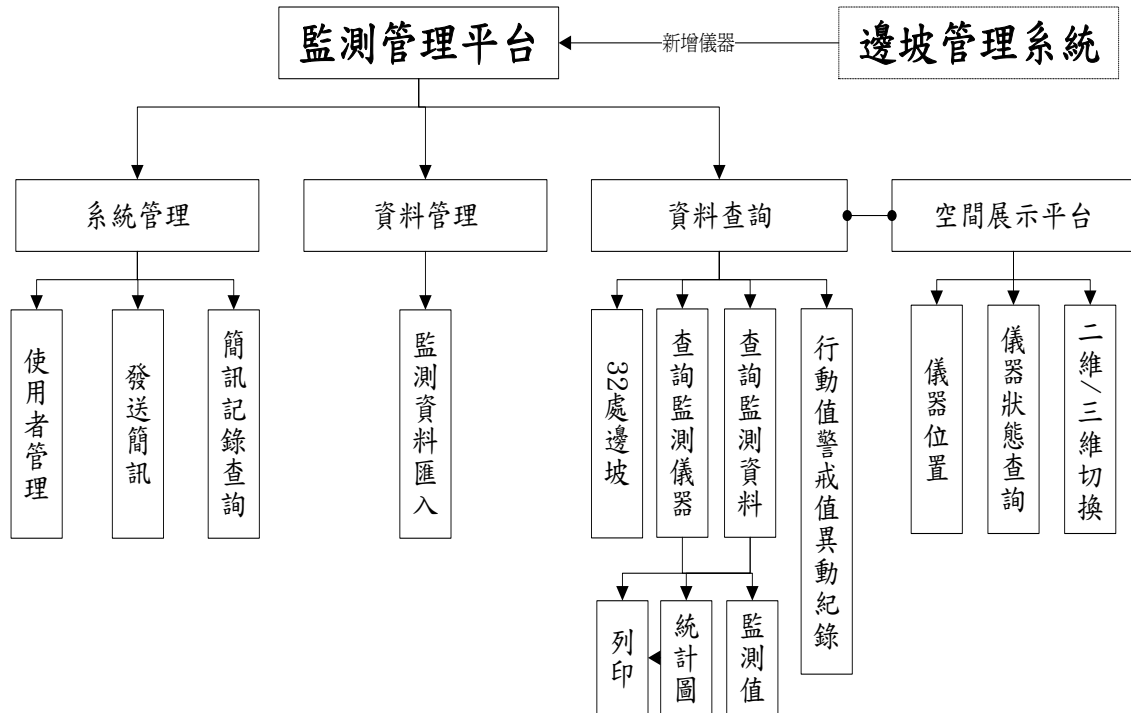 監測管理平台
新增儀器
邊坡管理系統
系統管理
資料管理
資料查詢
空間展示平台
使用者管理
發送簡訊
簡訊記錄查詢
監測資料匯入
32處邊坡
查詢監測儀器
查詢監測資料
行動值警戒值異動紀錄
儀器位置
儀器狀態查詢
二維/三維切換
列印
統計圖
監測值